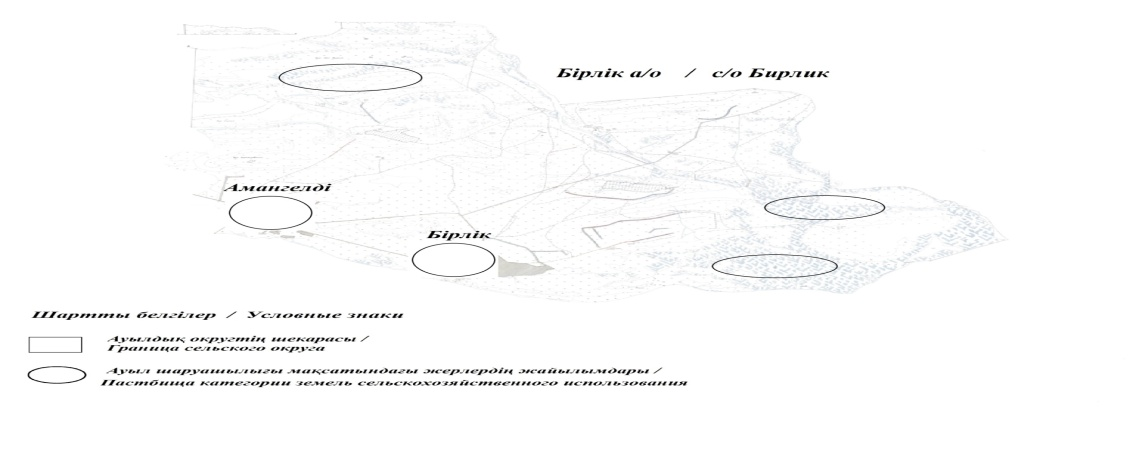 Бірлік а/о / с/о Бирлик
Амангелді
Бірлік
Шартты белгілер / Условные знаки
Ауылдық округтің шекарасы /
Граница сельского округа
Ауыл шаруашылығы мақсатындағы жерлердің жайылымдары /
Пастбища категории земель сельскохозяйственного использования